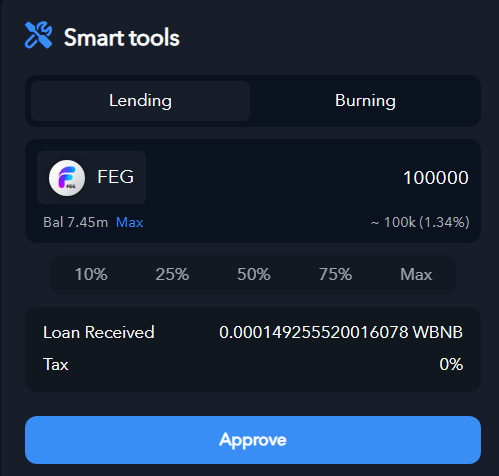 Smart tools
Lending Burning
FEG FEG 100000
Bal 7.45m Max ~ 100k (1.34%)
10% 25% 50% 75% Max
Loan Received 0.000149255520016078 WBNB
Tax 0%
Approve